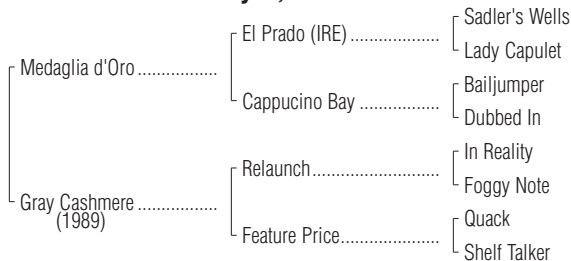 Sadler's Wells
El Prado (IRE) ...................
Lady Capulet
Medaglia d'Oro .................
Bailjumper
Cappucino Bay .................
Dubbed In
In Reality
Relaunch...........................
Foggy Note
Gray Cashmere .................
(1989)
Quack
Feature Price.....................
Shelf Talker